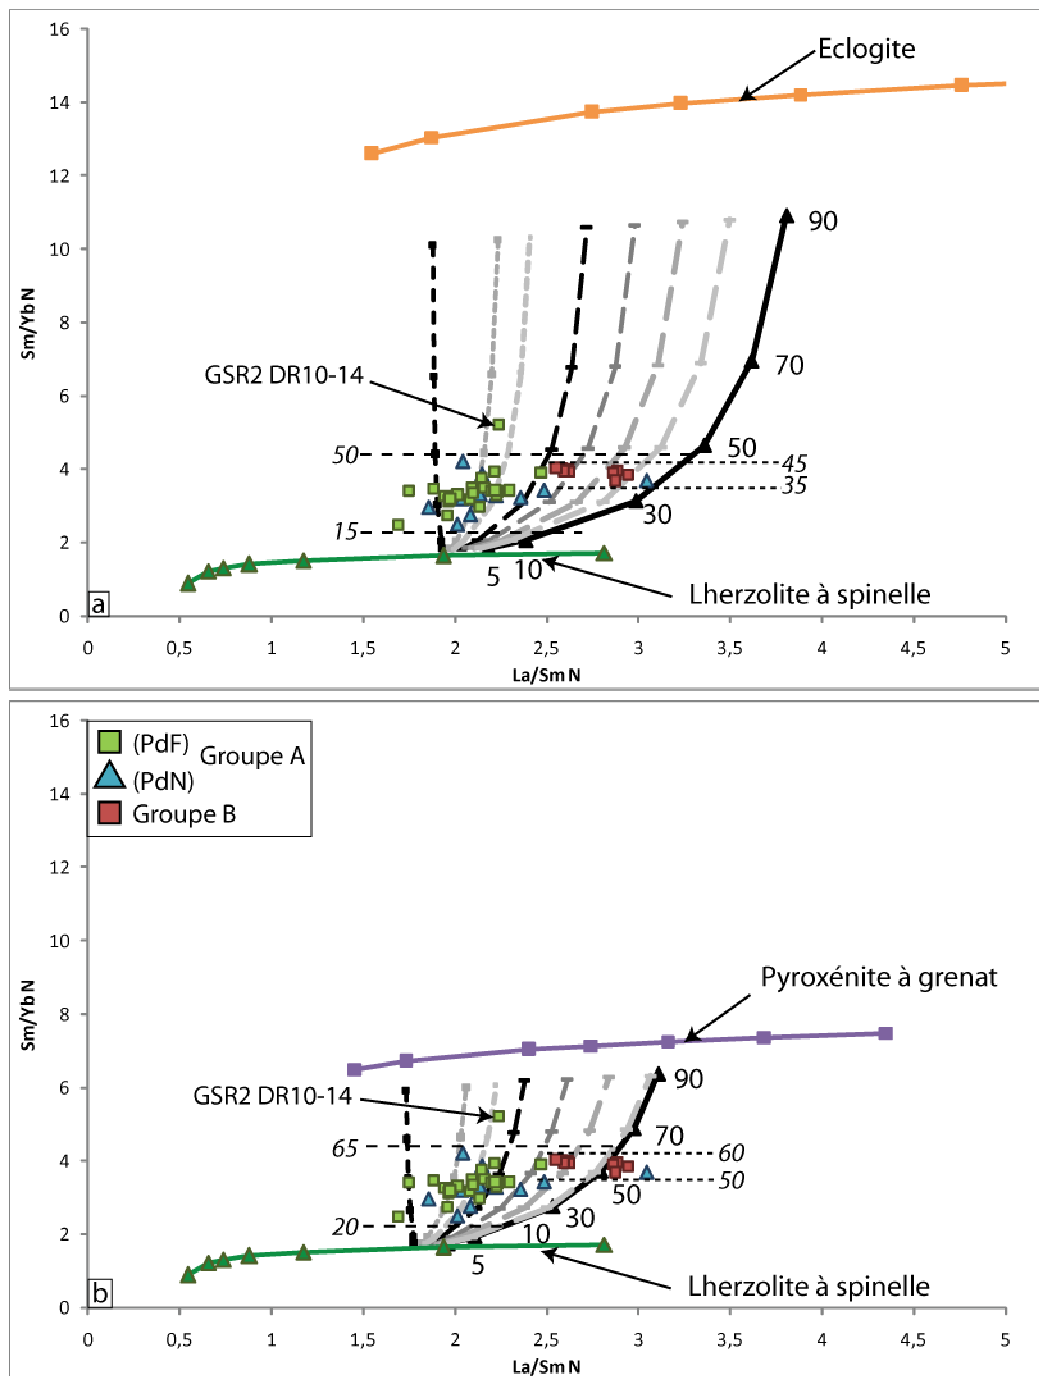 16
Eclogite
14
12
10
90
8
Sm/Yb N
70
GSR2 DR10-14
6
50
50
45
4
35
30
15
2
5
10
Lherzolite à spinelle
a
0
0 0,5 1 1,5 2 2,5 3 3,5 4 4,5 5
La/Sm N
16
(PdF)
Groupe A
(PdN)
14
Groupe B
12
10
Pyroxénite à grenat
8
Sm/Yb N
90
GSR2 DR10-14
6
70
65
60
4
50
50
30
20
10
2
5
Lherzolite à spinelle
b
0
0 0,5 1 1,5 2 2,5 3 3,5 4 4,5 5
La/Sm N